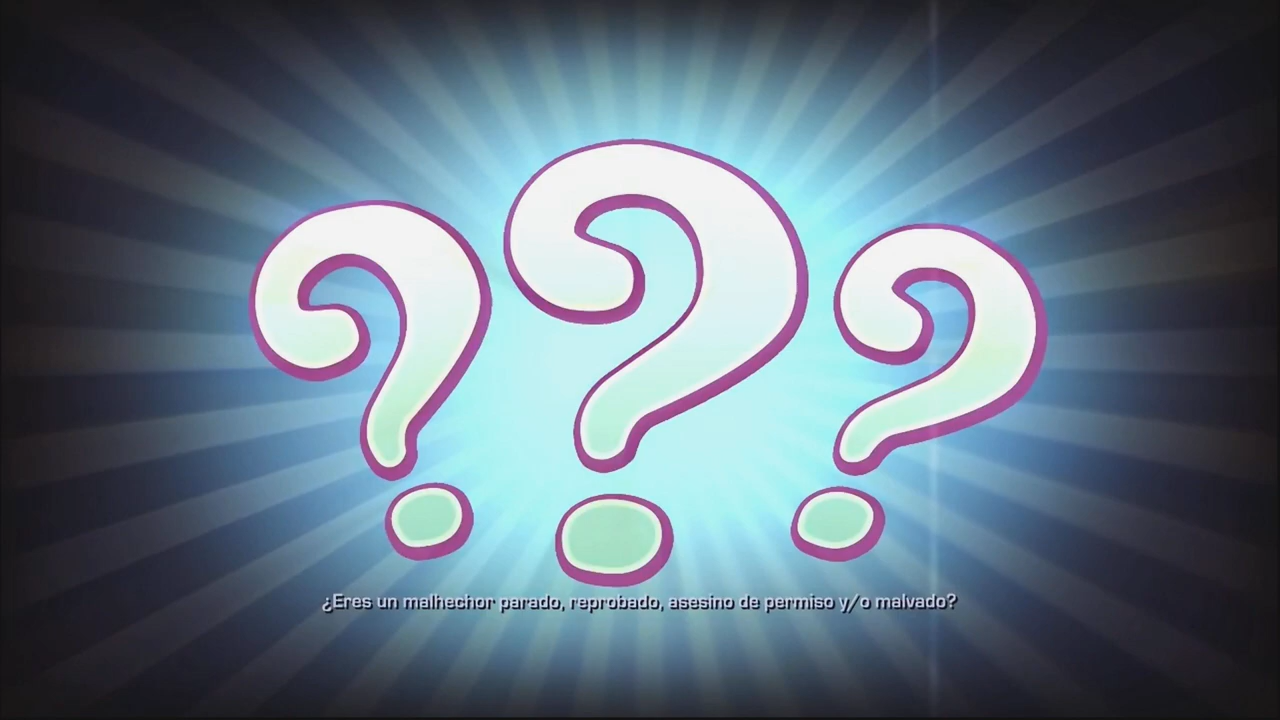 ???
¿Eres un malhechor parado, reprobado, asesino de permiso y/o malvado?